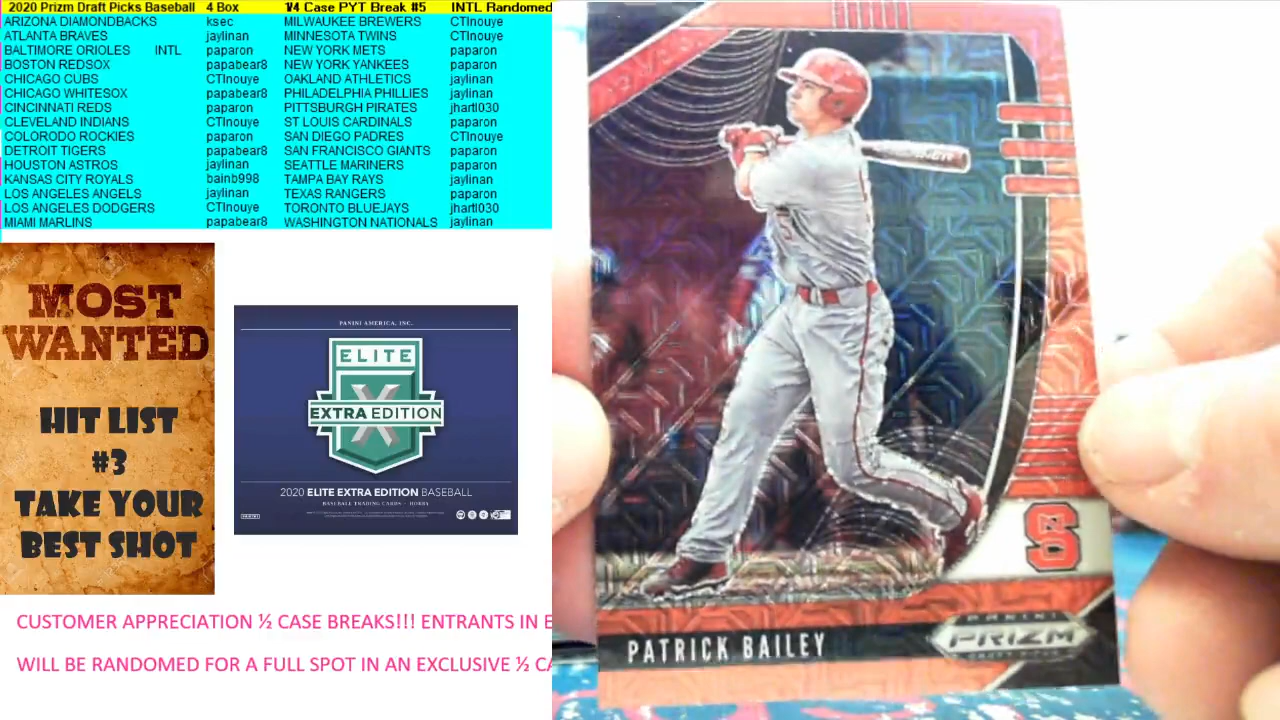 2020 Prizm Draft Picks Baseball 4 Box 1/4 Case PYT Break #5 INTL Randomed
ARIZONA DIAMONDBACKS ksec MILWAUKEE BREWERS CTInouye
ATLANTA BRAVES jaylinan MINNESOTA TWINS CTInouye
BALTIMORE ORIOLES INTL paparon NEW YORK METS paparon
BOSTON REDSOX papabear8 NEW YORK YANKEES paparon
CHICAGO CUBS CTInouye OAKLAND ATHLETICS jaylinan
CHICAGO WHITESOX papabear8 PHILADELPHIA PHILLIES jaylinan
CINCINNATI REDS paparon PITTSBURGH PIRATES jhartl030
CLEVELAND INDIANS CTInouye ST LOUIS CARDINALS paparon
COLORODO ROCKIES paparon SAN DIEGO PADRES CTInouye
DETROIT TIGERS papabear8 SAN FRANCISCO GIANTS paparon
HOUSTON ASTROS jaylinan SEATTLE MARINERS paparon
KANSAS CITY ROYALS bainb998 TAMPA BAY RAYS jaylinan
LOS ANGELES ANGELS jaylinan TEXAS RANGERS paparon
LOS ANGELES DODGERS CTInouye TORONTO BLUEJAYS jhartl030
MIAMI MARLINS papabear8 WASHINGTON NATIONALS jaylinan
MOST
WANTED
HIT LIST
#3
TAKE YOUR
BEST SHOT
PANINI AMERICA, INC.
ELITE
X
EXTRA EDITION
2020 ELITE EXTRA EDITION BASEBALL
BASEBALL TRADING CARDS - HOBBY
PANINI
CUSTOMER APPRECIATION ½ CASE BREAKS!!! ENTRANTS IN E
WILL BE RANDOMED FOR A FULL SPOT IN AN EXCLUSIVE ½ CA
S
PATRICK BAILEY
PANINI
PRIZM
DRAFT PICKS